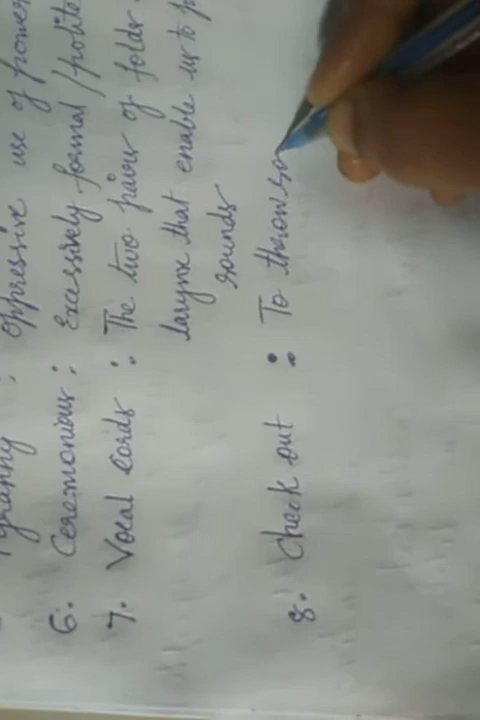 Tyranny : Oppressive use of power
6. Ceremonious : Excessively formal / polite
7. Vocal cords : The two pairs of folds
larynx that enable us to
sounds
8. Check out : To throw